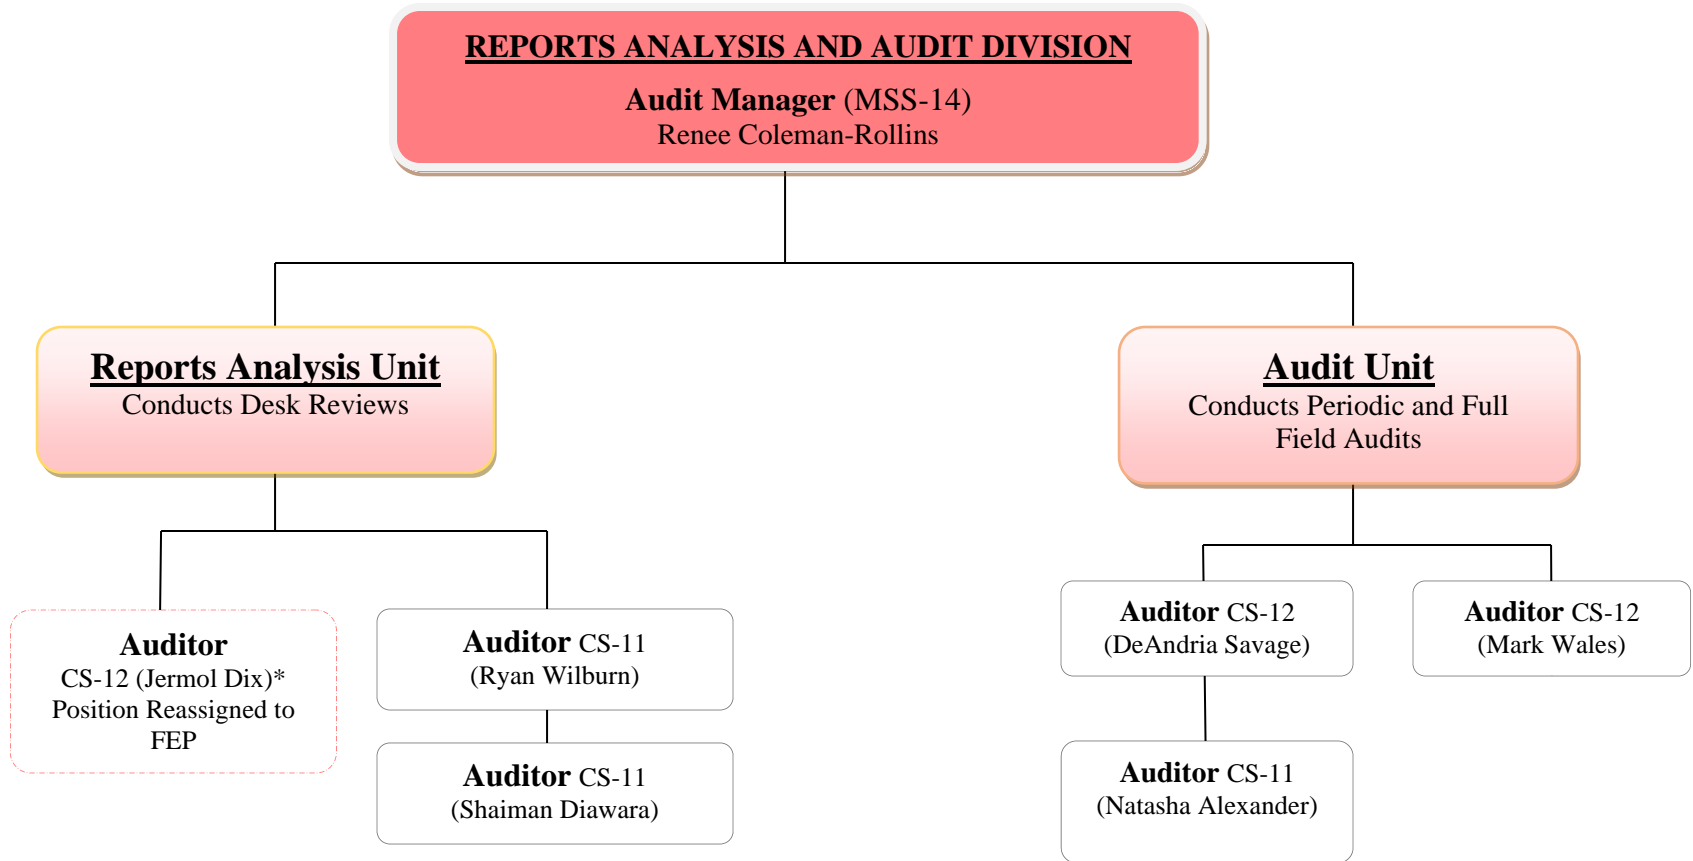 REPORTS ANALYSIS AND AUDIT DIVISION
Audit Manager (MSS-14)
Renee Coleman-Rollins
Reports Analysis Unit
Conducts Desk Reviews
Audit Unit
Conducts Periodic and Full
Field Audits
Auditor
CS-12 (Jermol Dix)*
Position Reassigned to
FEP
Auditor CS-11
(Ryan Wilburn)
Auditor CS-11
(Shaiman Diawara)
Auditor CS-12
(DeAndria Savage)
Auditor CS-12
(Mark Wales)
Auditor CS-11
(Natasha Alexander)